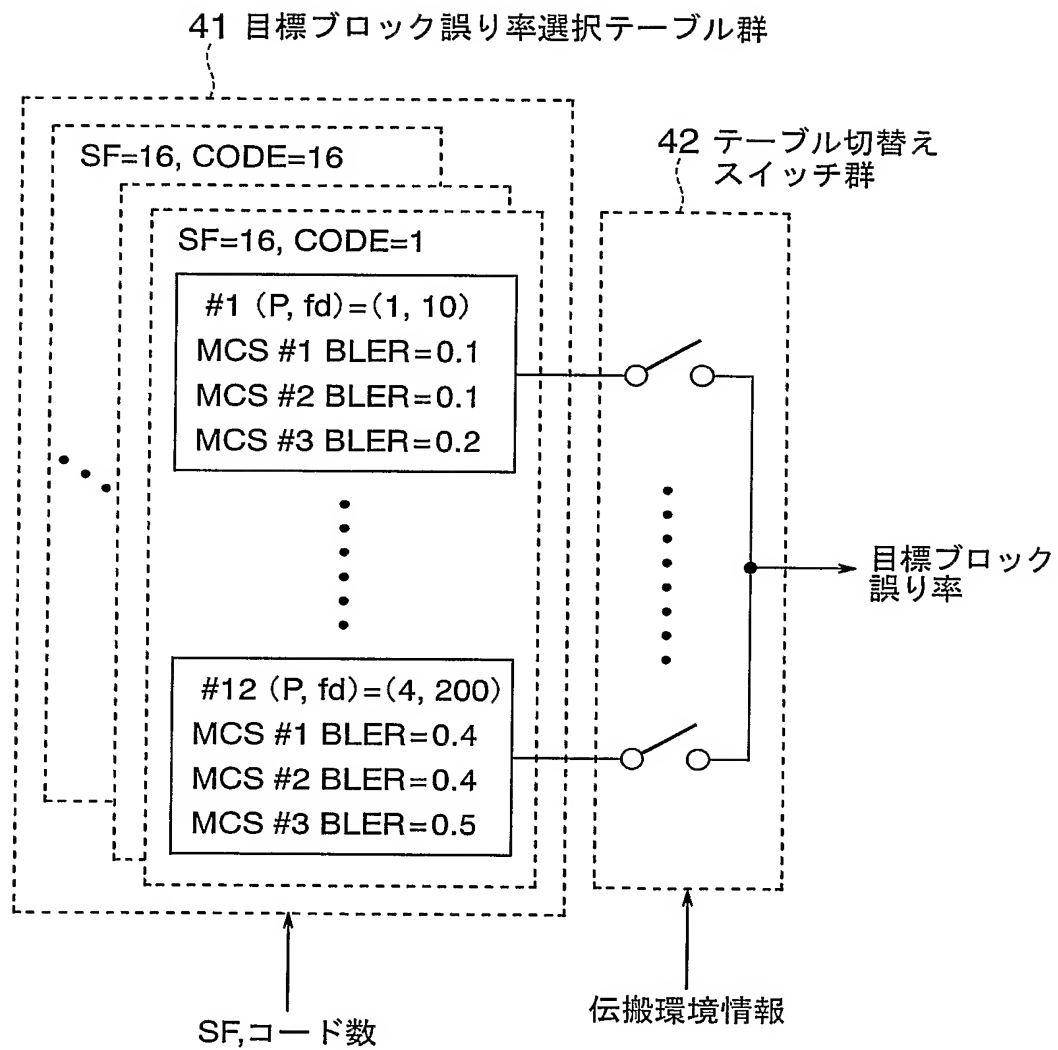 41 目標ブロック誤り率選択テーブル群
SF=16, CODE=16
42 テーブル切替え
スイッチ群
SF=16, CODE=1
#1 (P, fd)=(1, 10)
MCS #1 BLER=0.1
MCS #2 BLER=0.1
MCS #3 BLER=0.2
目標ブロック
誤り率
#12 (P, fd)=(4, 200)
MCS #1 BLER=0.4
MCS #2 BLER=0.4
MCS #3 BLER=0.5
伝搬環境情報
SF,コード数